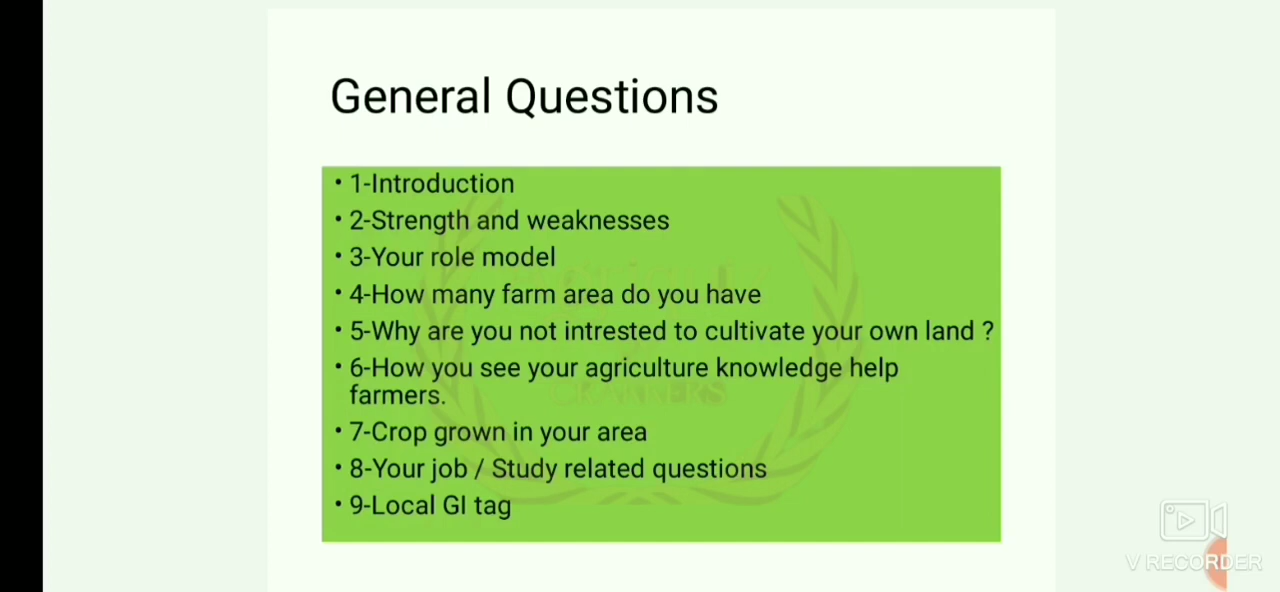 General Questions
• 1-Introduction
• 2-Strength and weaknesses
• 3-Your role model
• 4-How many farm area do you have
• 5-Why are you not intrested to cultivate your own land ?
• 6-How you see your agriculture knowledge help
farmers.
• 7-Crop grown in your area
• 8-Your job / Study related questions
• 9-Local GI tag
V RECORDER